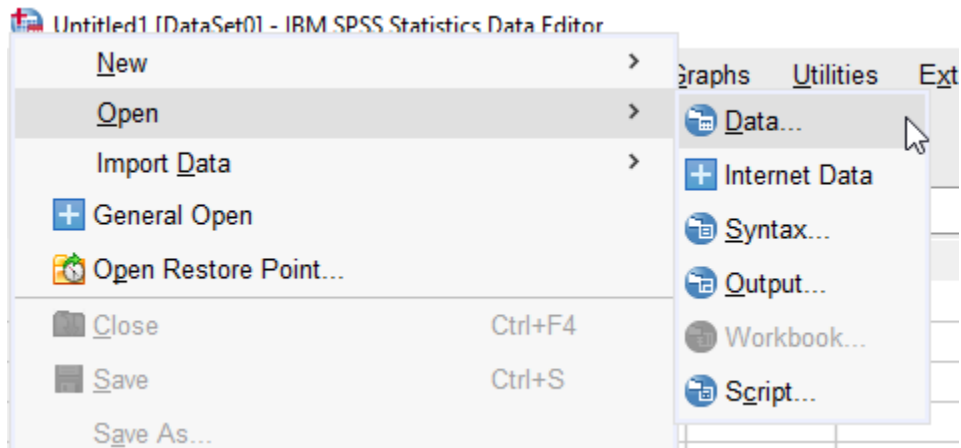 Untitled1 [DataSet0] - IBM SPSS Statistics Data Editor
Graphs Utilities Ext
New >
Open >
Import Data >
General Open
Open Restore Point...
Close Ctrl+F4
Save Ctrl+S
Save As...
Data...
Internet Data
Syntax...
Output...
Workbook...
Script...